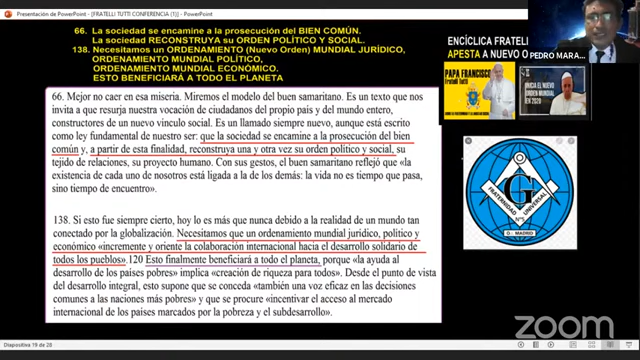 Presentación de PowerPoint - [FRATELLI TUTTI CONFERENCIA (1)] - PowerPoint
66. La sociedad se encamine a la prosecución del BIEN COMÚN.
La sociedad RECONSTRUYA su ORDEN POLÍTICO Y SOCIAL.
138. Necesitamos un ORDENAMIENTO (Nuevo Orden) MUNDIAL JURÍDICO,
ORDENAMIENTO MUNDIAL POLÍTICO,
ORDENAMIENTO MUNDIAL ECONÓMICO.
ESTO BENEFICIARÁ A TODO EL PLANETA
66. Mejor no caer en esa miseria. Miremos el modelo del buen samaritano. Es un texto que nos
invita a que resurja nuestra vocación de ciudadanos del propio país y del mundo entero,
constructores de un nuevo vínculo social. Es un llamado siempre nuevo, aunque está escrito
como ley fundamental de nuestro ser: que la sociedad se encamine a la prosecución del bien
común y, a partir de esta finalidad, reconstruya una y otra vez su orden político y social, su
tejido de relaciones, su proyecto humano. Con sus gestos, el buen samaritano reflejó que «la
existencia de cada uno de nosotros está ligada a la de los demás: la vida no es tiempo que pasa,
sino tiempo de encuentro».
138. Si esto fue siempre cierto, hoy lo es más que nunca debido a la realidad de un mundo tan
conectado por la globalización. Necesitamos que un ordenamiento mundial jurídico, político y
económico «incremente y oriente la colaboración internacional hacia el desarrollo solidario de
todos los pueblos».120 Esto finalmente beneficiará a todo el planeta, porque «la ayuda al
desarrollo de los países pobres» implica «creación de riqueza para todos». Desde el punto de vista
del desarrollo integral, esto supone que se conceda «también una voz eficaz en las decisiones
comunes a las naciones más pobres» y que se procure «incentivar el acceso al mercado
internacional de los países marcados por la pobreza y el subdesarrollo».
ENCÍCLICA FRATEL
APESTA A NUEVO O
PEDRO MARA...
PAPA FRANCISCO
Fratelli Tutti
INICIA EL NUEVO
ORDEN MUNDIAL
EN 2020
G
FRATERNIDAD UNIVERSAL
Nº5
G∴ MADRID
LIVE
zoom
Diapositiva 19 de 28